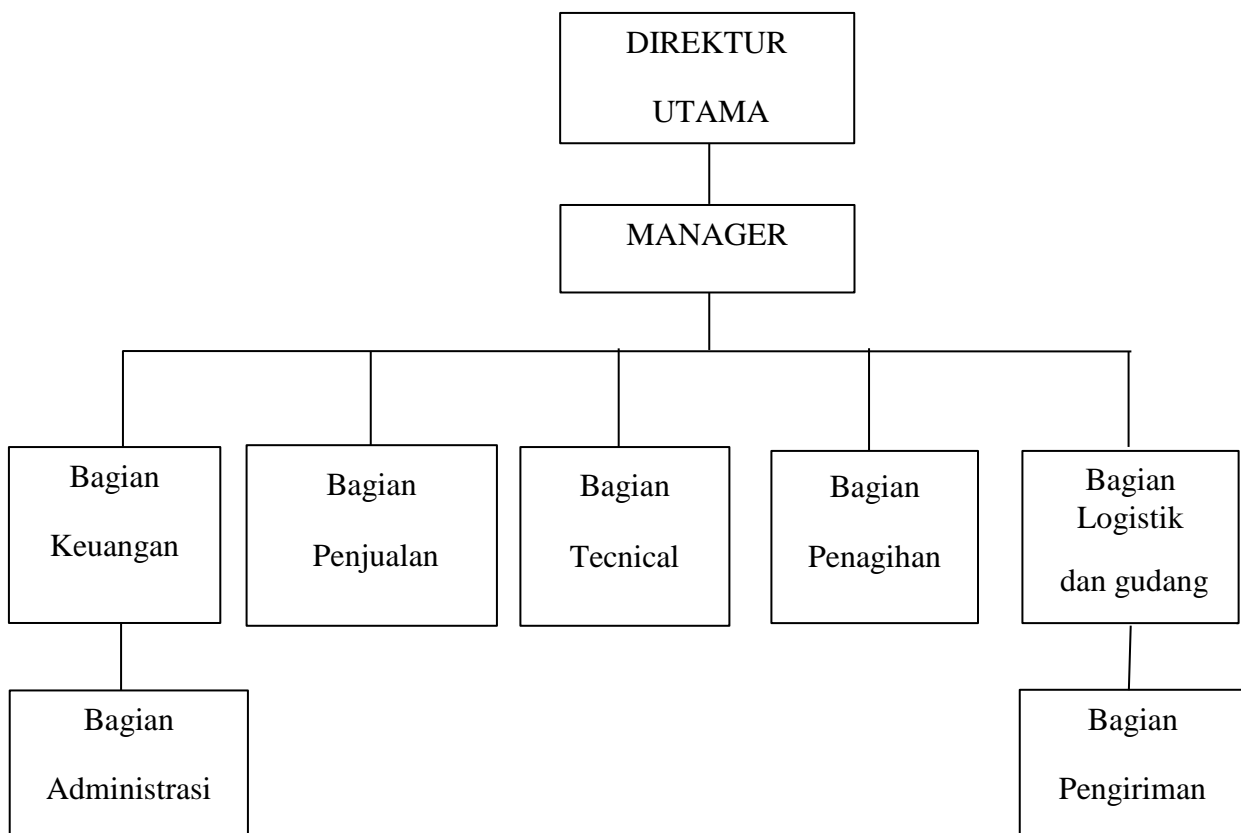 DIREKTUR
UTAMA
MANAGER
Bagian
Keuangan
Bagian
Penjualan
Bagian
Tecnical
Bagian
Penagihan
Bagian
Logistik
dan gudang
Bagian
Administrasi
Bagian
Pengiriman